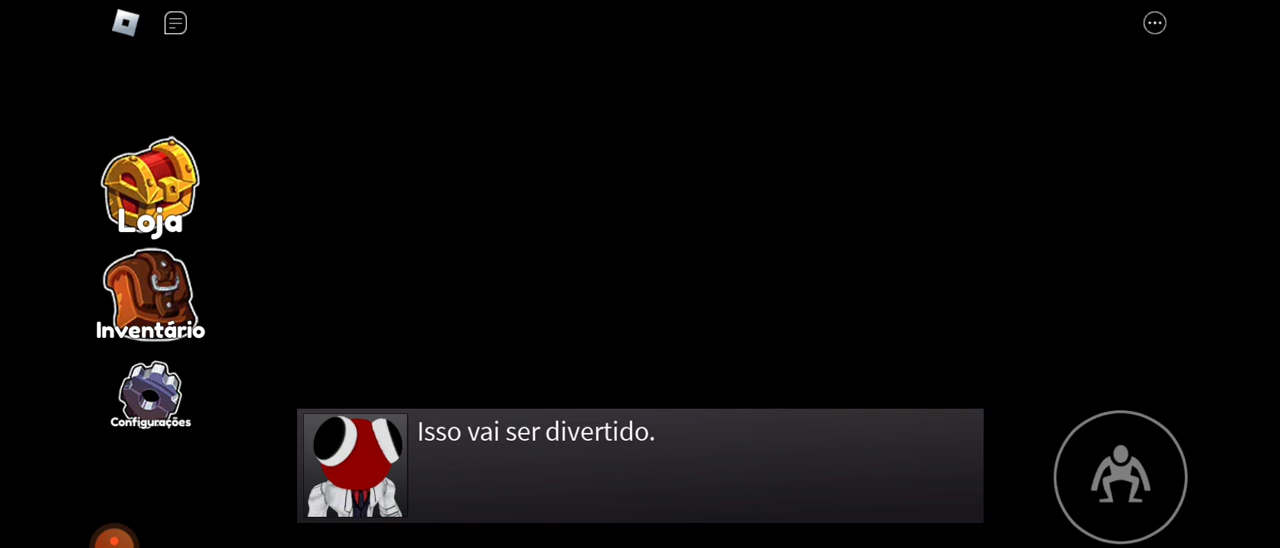 Loja
Inventário
Configurações
Isso vai ser divertido.